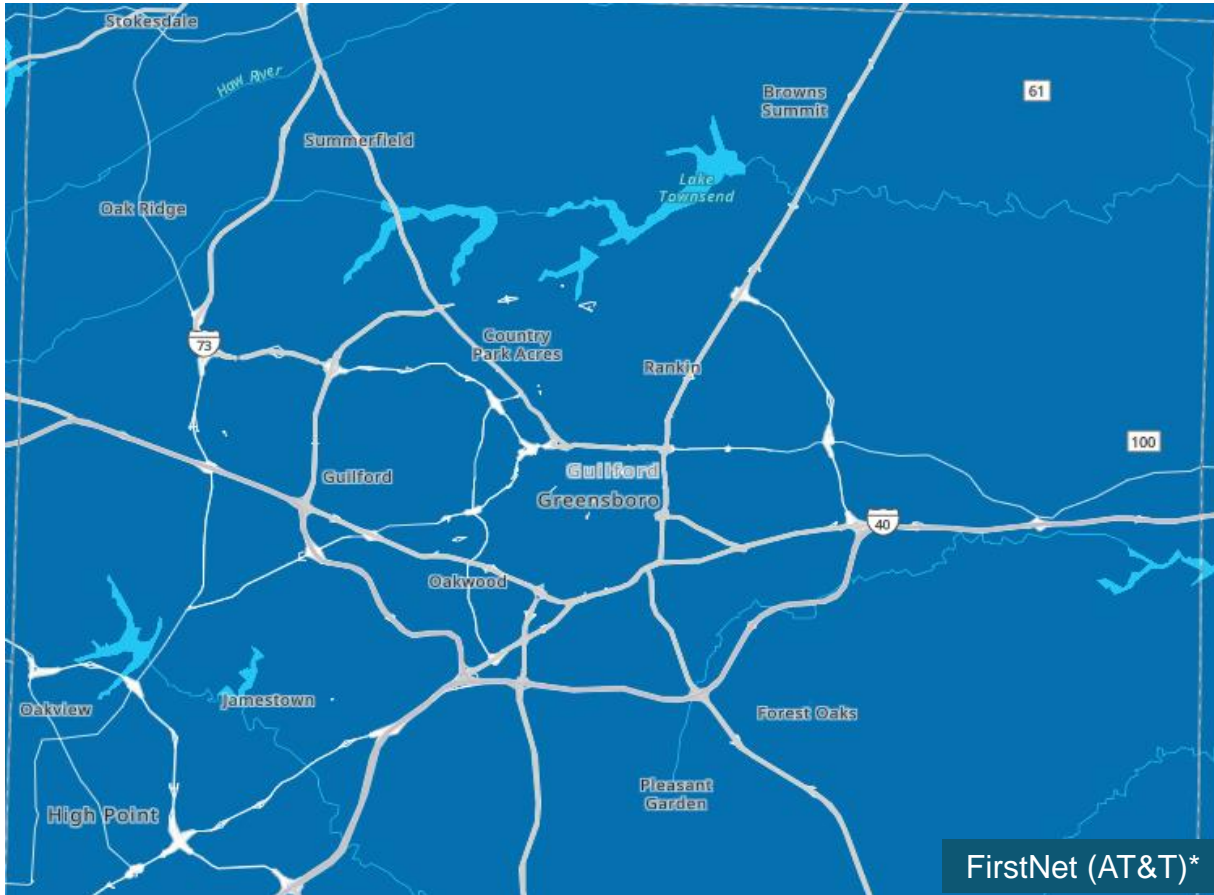 Stokesdale
Haw River
Browns
Summit
61
Summerfield
Lake
Townsend
Oak Ridge
73
Country
Park Acres
Rankin
100
Guilford
Guilford
Greensboro
40
Oakwood
Jamestown
Oakview
Forest Oaks
Pleasant
Garden
High Point
FirstNet (AT&T)*